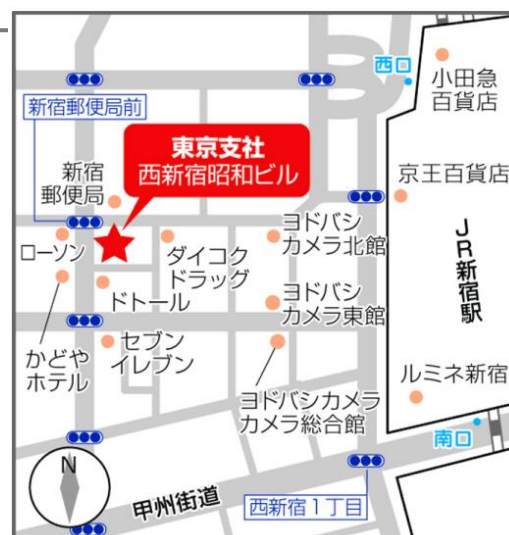 西口
小田急
百貨店
新宿郵便局前
東京支社
西新宿昭和ビル
新宿
郵便局
京王百貨店
JR新宿駅
ローソン
ダイコク
ドラッグ
ヨドバシ
カメラ北館
ドトール
ヨドバシ
カメラ東館
かどや
ホテル
セブン
イレブン
ルミネ新宿
ヨドバシカメラ
カメラ総合館
南口
N
甲州街道
西新宿1丁目